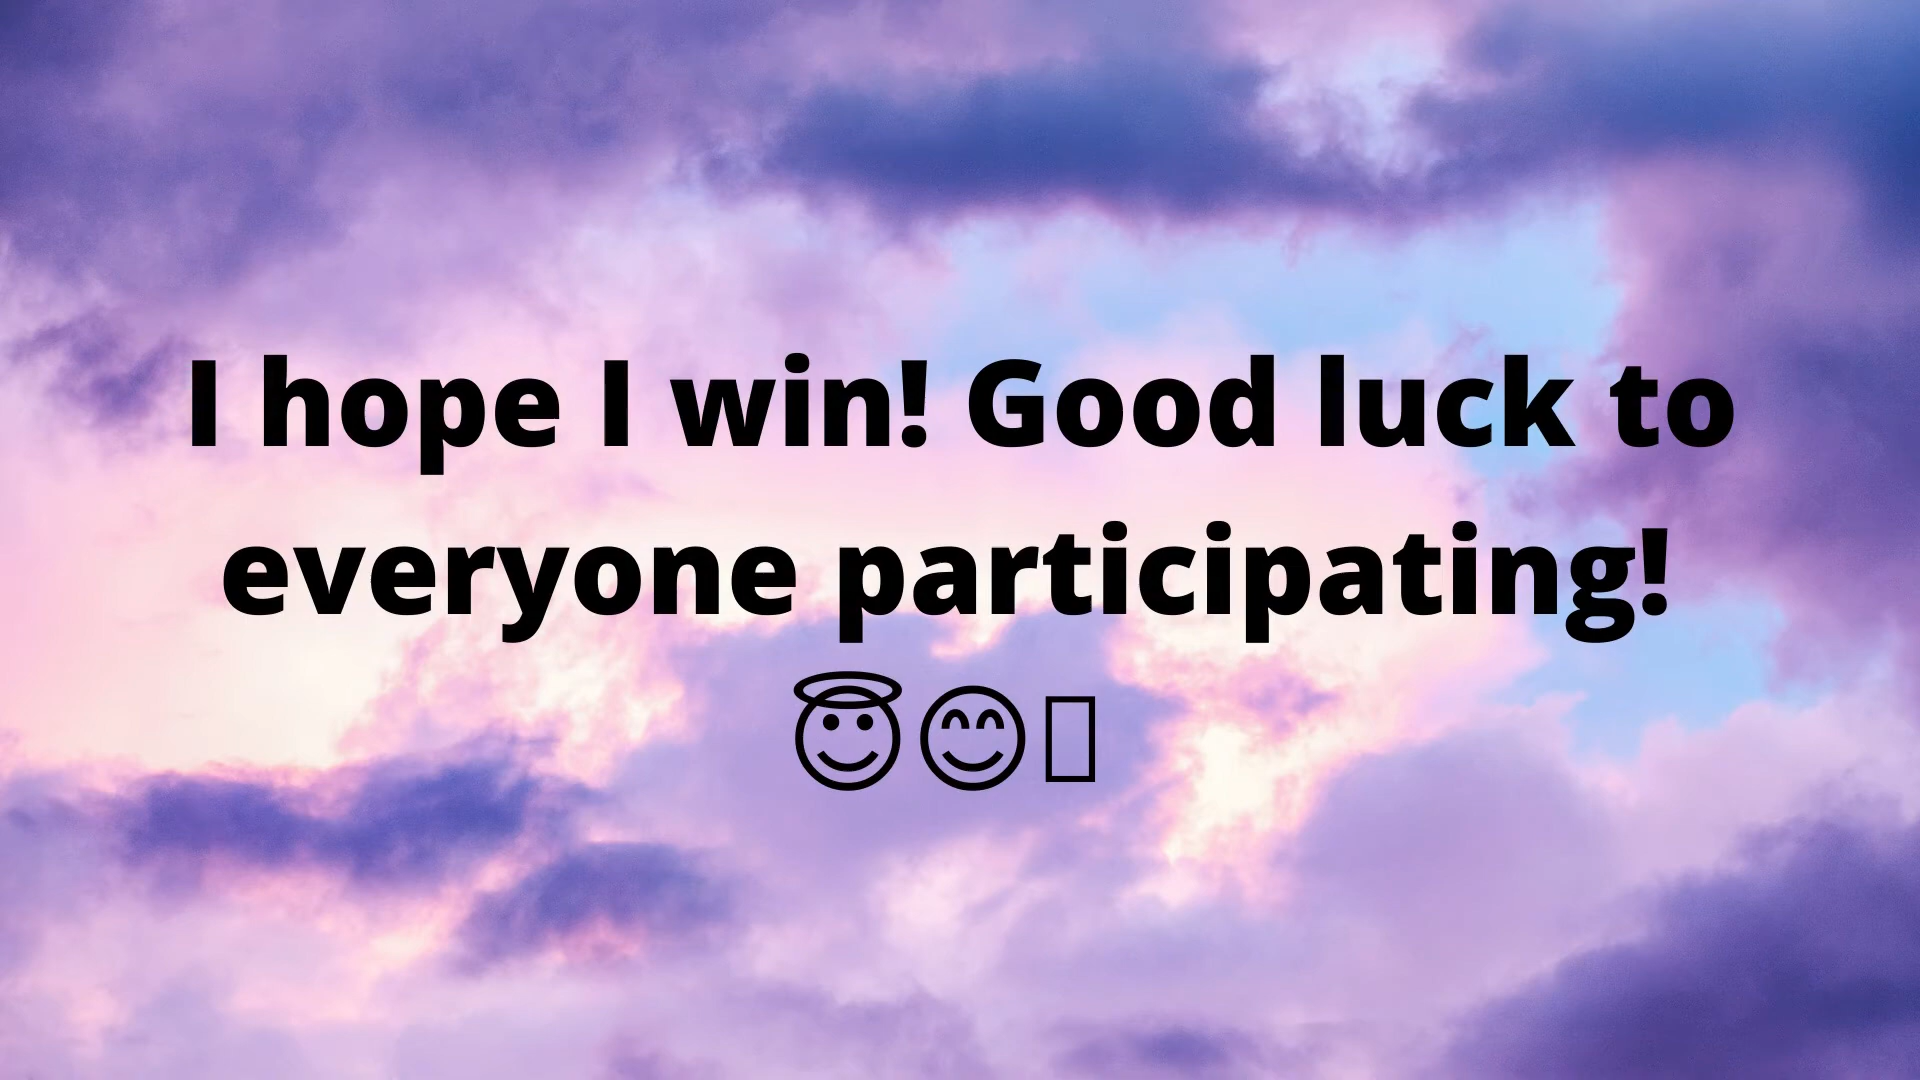 I hope I win! Good luck to
everyone participating!
😇😊▯